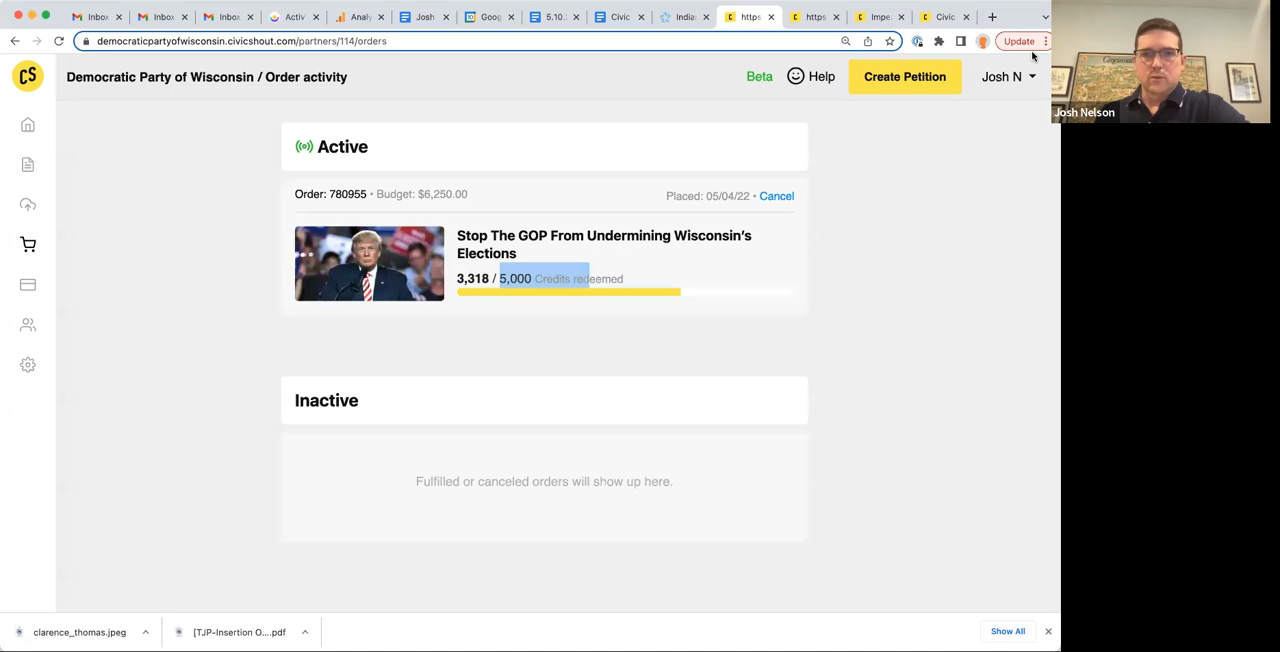 Inbox
Inbox
Inbox
Activ
Analy
Josh
Goog
5.10.
Civic
Indian
https
https
Impe
Civic
democraticpartyofwisconsin.civicshout.com/partners/114/orders
Update
CS
Democratic Party of Wisconsin / Order activity
Beta
Help
Create Petition
Josh N
Josh Nelson
Active
Order: 780955 • Budget: $6,250.00
Placed: 05/04/22 • Cancel
Stop The GOP From Undermining Wisconsin's
Elections
3,318 / 5,000 Credits redeemed
Inactive
Fulfilled or canceled orders will show up here.
clarence_thomas.jpeg
[TJP-Insertion O....pdf
Show All